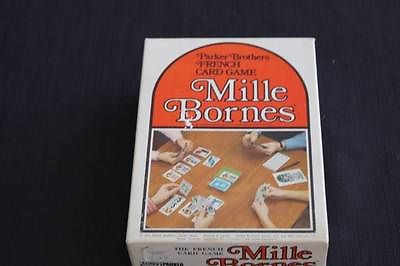 Parker Brothers
FRENCH
CARD GAME
Mille
Bornes
THE FRENCH
CARD GAME
Mille
Bornes